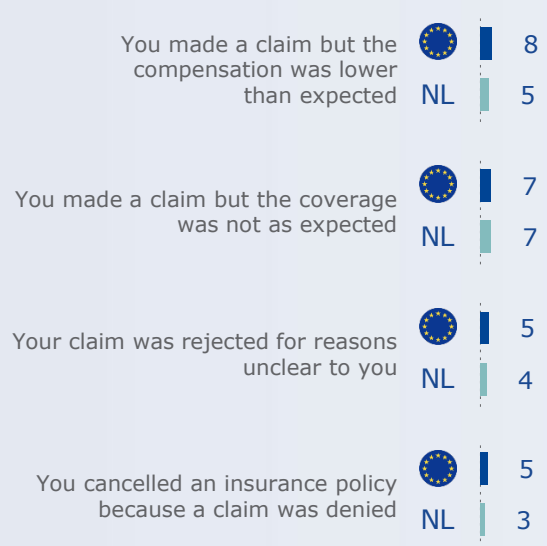 You made a claim but the
compensation was lower
than expected
8
NL 5
You made a claim but the coverage
was not as expected
7
NL 7
Your claim was rejected for reasons
unclear to you
5
NL 4
You cancelled an insurance policy
because a claim was denied
5
NL 3